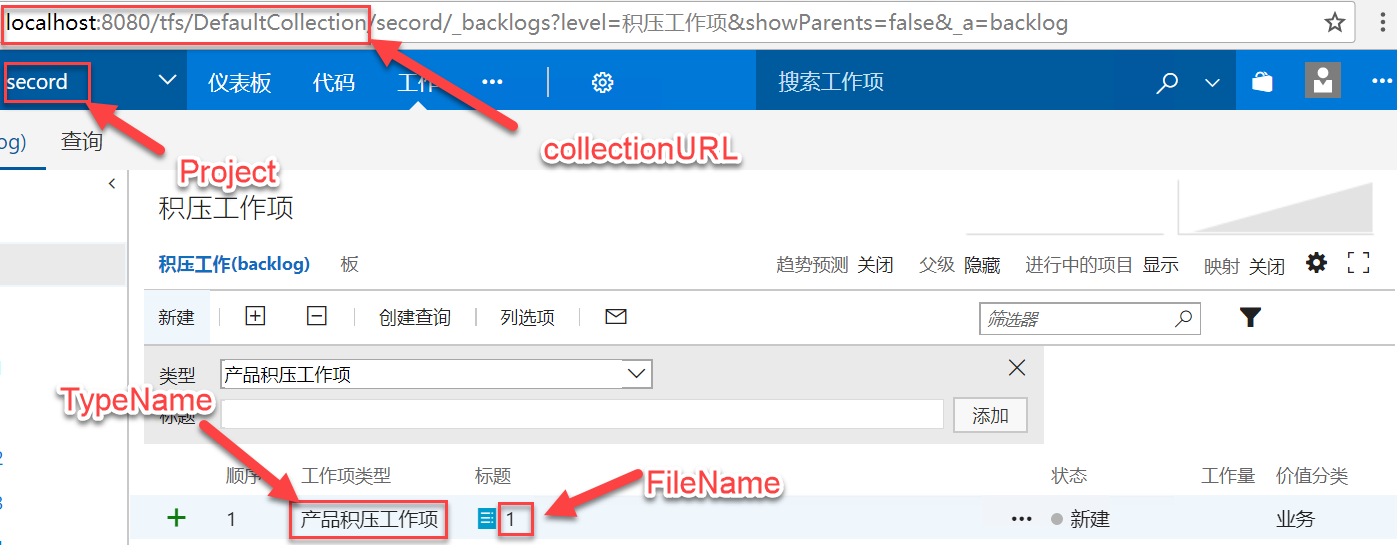 localhost:8080/tfs/DefaultCollection/secord/_backlogs?level=积压工作项&showParents=false&_a=backlog
secord 仪表板 代码 工作 ••• 搜索工作项 •••
og) 查询
collectionURL
Project
积压工作项
积压工作(backlog) 板 趋势预测 关闭 父级 隐藏 进行中的项目 显示 映射 关闭
新建 创建查询 列选项 筛选器
类型 产品积压工作项
TypeName
标题 添加
顺序 工作项类型 标题 状态 工作量 价值分类
FileName
1 产品积压工作项 1 ••• 新建 业务
2
3